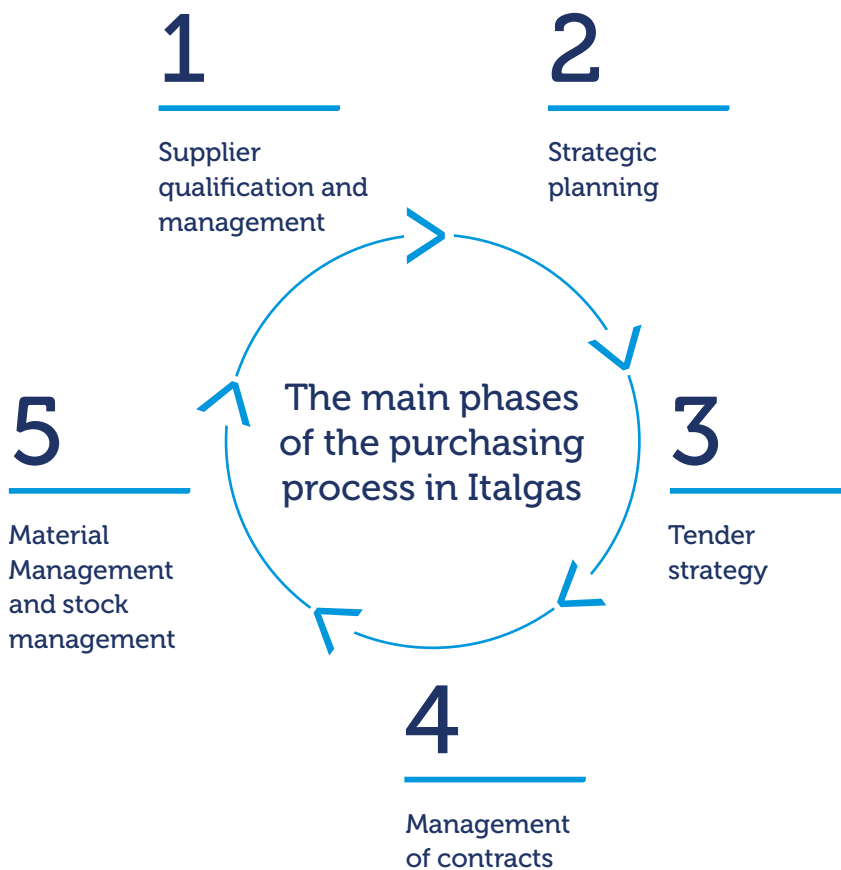 1
Supplier
qualification and
management
2
Strategic
planning
The main phases
of the purchasing
process in Italgas
3
Tender
strategy
4
Management
of contracts
5
Material
Management
and stock
management